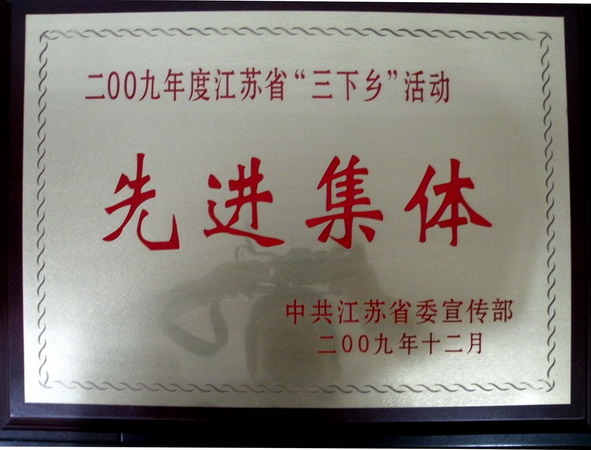 二00九年度江苏省“三下乡”活动
先进集体
中共江苏省委宣传部
二00九年十二月